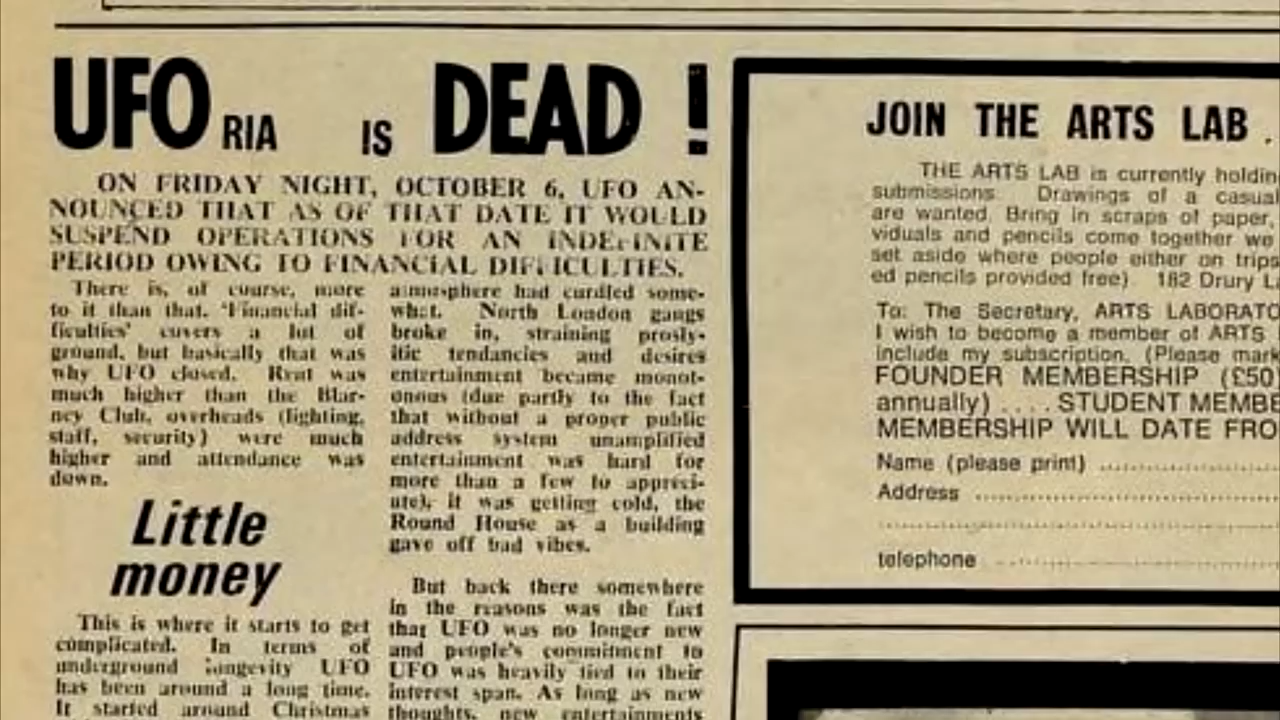 UFO RIA IS DEAD !
ON FRIDAY NIGHT, OCTOBER 6, UFO AN-
NOUNCED THAT AS OF THAT DATE IT WOULD
SUSPEND OPERATIONS FOR AN INDEFINITE
PERIOD OWING TO FINANCIAL DIFFICULTIES.
There is, of course, more
to it than that. 'Financial dif-
ficulties' covers a lot of
ground, but basically that was
why UFO closed. Rent was
much higher than the Blar-
ney Club, overheads (lighting,
staff, security) were much
higher and attendance was
down.
Little
money
This is where it starts to get
complicated. In terms of
underground longevity UFO
has been around a long time.
It started around Christmas
atmosphere had curdled some-
what. North London gangs
broke in, straining prosly-
itic tendancies and desires
entertainment became monot-
onous (due partly to the fact
that without a proper public
address system unamplified
entertainment was hard for
more than a few to appreci-
ate), it was getting cold, the
Round House as a building
gave off bad vibes.
But back there somewhere
in the reasons was the fact
that UFO was no longer new
and people's commitment to
UFO was heavily tied to their
interest span. As long as new
thoughts, new entertainments
JOIN THE ARTS LAB .
THE ARTS LAB is currently holding
submissions. Drawings of a casual
are wanted. Bring in scraps of paper,
viduals and pencils come together we
set aside where people either on trips
ed pencils provided free). 182 Drury La
To: The Secretary, ARTS LABORATO
I wish to become a member of ARTS
include my subscription. (Please mark
FOUNDER MEMBERSHIP (£50)
annually) .... STUDENT MEMBE
MEMBERSHIP WILL DATE FRO
Name (please print) ..................
Address ..................
..................
telephone ..................